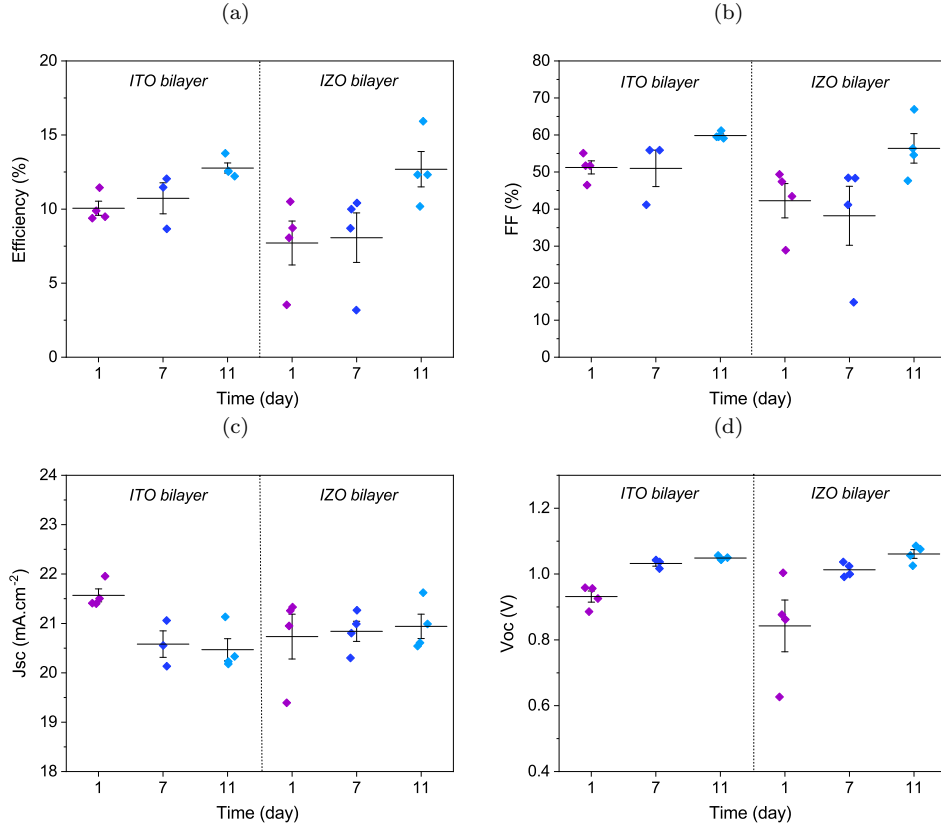 (a)
Efficiency (%)
20
15
10
5
0
ITO bilayer
IZO bilayer
1 7 11 1 7 11
Time (day)
(b)
FF (%)
80
70
60
50
40
30
20
10
0
ITO bilayer
IZO bilayer
1 7 11 1 7 11
Time (day)
(c)
Jsc (mA.cm-2)
24
23
22
21
20
19
18
ITO bilayer
IZO bilayer
1 7 11 1 7 11
Time (day)
(d)
Voc (V)
1.2
1.0
0.8
0.6
0.4
ITO bilayer
IZO bilayer
1 7 11 1 7 11
Time (day)